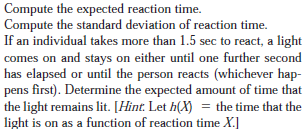 Compute the expected reaction time.
Compute the standard deviation of reaction time.
If an individual takes more than 1.5 sec to react, a light
comes on and stays on either until one further second
has elapsed or until the person reacts (whichever hap-
pens first). Determine the expected amount of time that
the light remains lit. [Hint: Let h(X) = the time that the
light is on as a function of reaction time X.]